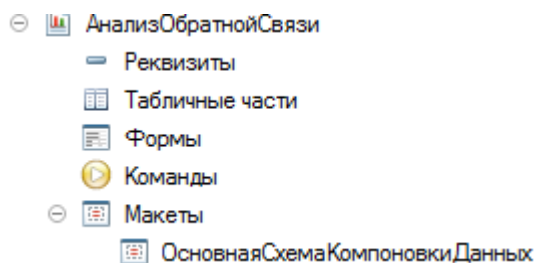 АнализОбратнойСвязи
Реквизиты
Табличные части
Формы
Команды
Макеты
ОсновнаяСхемаКомпоновкиДанных